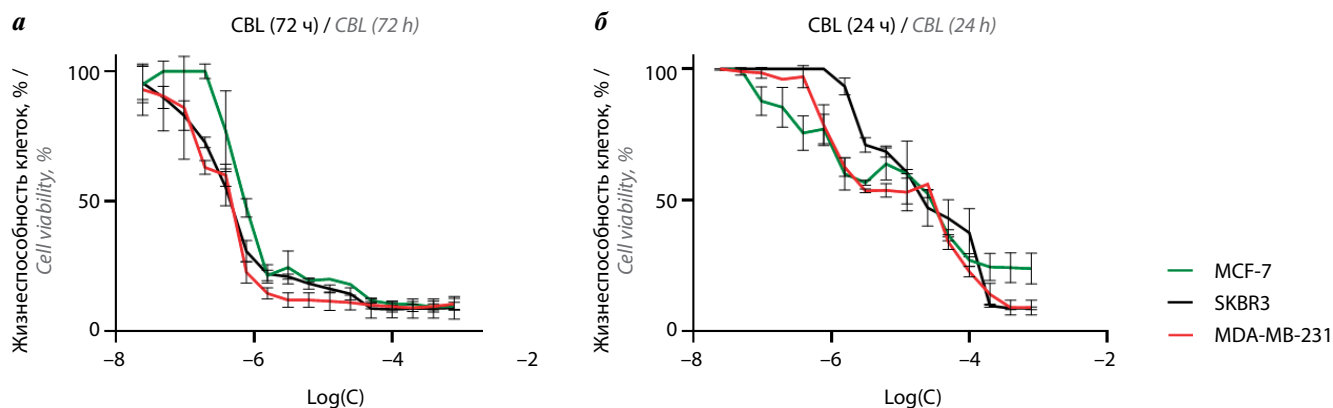 а
CBL (72 ч) / CBL (72 h)
Жизнеспособность клеток, % /
Cell viability, %
100
50
0
–8
–6
–4
–2
Log(C)
б
CBL (24 ч) / CBL (24 h)
Жизнеспособность клеток, % /
Cell viability, %
100
50
0
–8
–6
–4
–2
Log(C)
MCF-7
SKBR3
MDA-MB-231